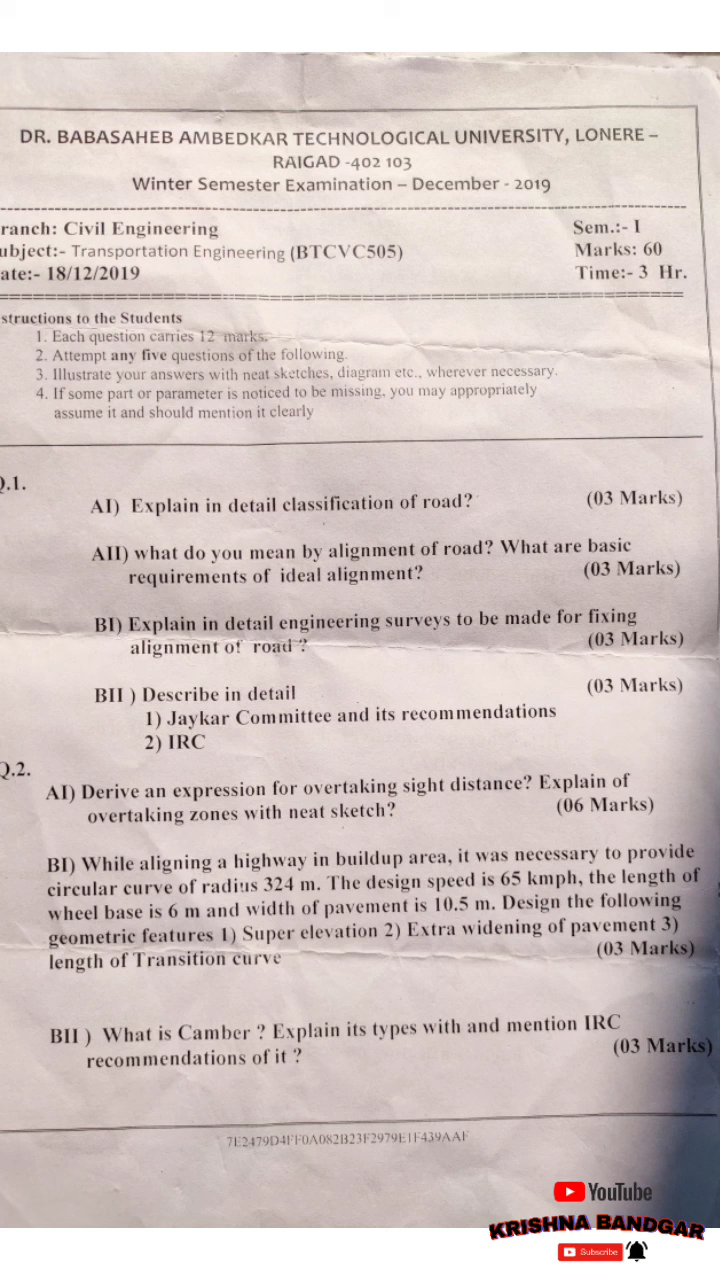 DR. BABASAHEB AMBEDKAR TECHNOLOGICAL UNIVERSITY, LONERE –
RAIGAD -402 103
Winter Semester Examination – December - 2019
ranch: Civil Engineering Sem.:- I
ubject:- Transportation Engineering (BTCVC505) Marks: 60
ate:- 18/12/2019 Time:- 3 Hr.
structions to the Students
1. Each question carries 12 marks.
2. Attempt any five questions of the following.
3. Illustrate your answers with neat sketches, diagram etc., wherever necessary.
4. If some part or parameter is noticed to be missing, you may appropriately
assume it and should mention it clearly
Q.1.
AI) Explain in detail classification of road? (03 Marks)
AII) what do you mean by alignment of road? What are basic
requirements of ideal alignment? (03 Marks)
BI) Explain in detail engineering surveys to be made for fixing
alignment of road ? (03 Marks)
BII ) Describe in detail (03 Marks)
1) Jaykar Committee and its recommendations
2) IRC
Q.2.
AI) Derive an expression for overtaking sight distance? Explain of
overtaking zones with neat sketch? (06 Marks)
BI) While aligning a highway in buildup area, it was necessary to provide
circular curve of radius 324 m. The design speed is 65 kmph, the length of
wheel base is 6 m and width of pavement is 10.5 m. Design the following
geometric features 1) Super elevation 2) Extra widening of pavement 3)
length of Transition curve (03 Marks)
BII ) What is Camber ? Explain its types with and mention IRC
recommendations of it ? (03 Marks)
7E2479D4FF0A082B23F2979E1F439AAF
YouTube
KRISHNA BANDGAR
Subscribe